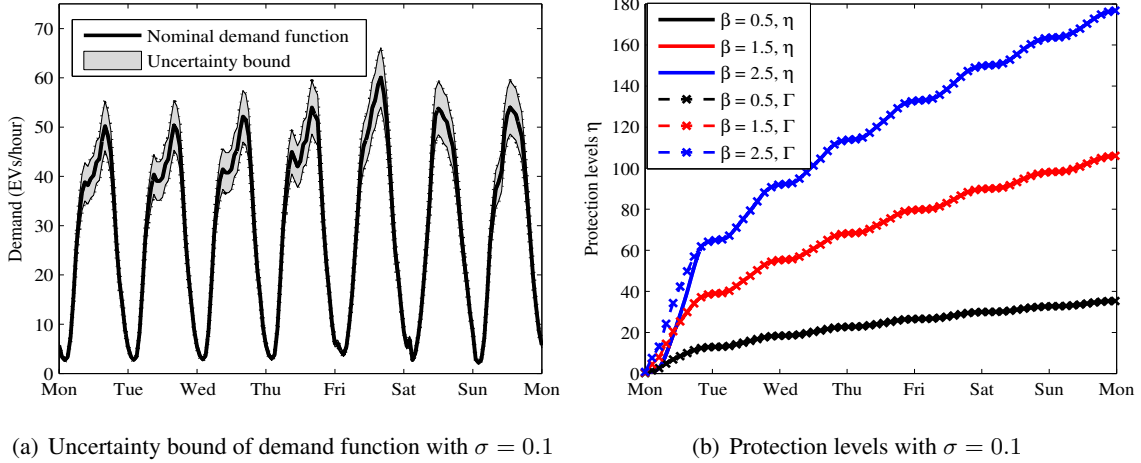 Demand (EVs/hour)
75
70
60
50
40
30
20
10
0
Nominal demand function
Uncertainty bound
Mon Tue Wed Thu Fri Sat Sun Mon
(a) Uncertainty bound of demand function with σ = 0.1
Protection levels η
180
160
140
120
100
80
60
40
20
0
β = 0.5, η
β = 1.5, η
β = 2.5, η
β = 0.5, Γ
β = 1.5, Γ
β = 2.5, Γ
Mon Tue Wed Thu Fri Sat Sun Mon
(b) Protection levels with σ = 0.1